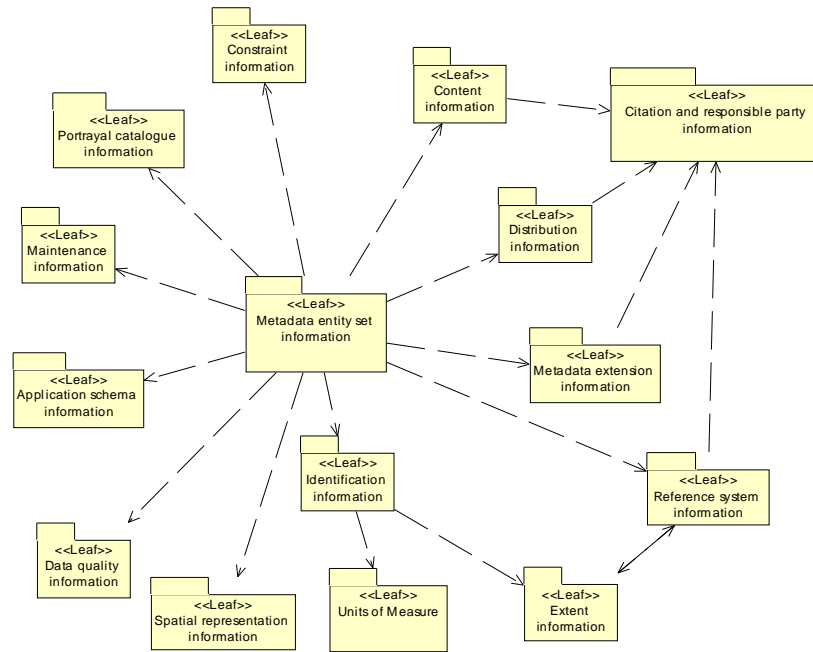 <<Leaf>>
Constraint
information
<<Leaf>>
Content
information
<<Leaf>>
Citation and responsible party
information
<<Leaf>>
Portrayal catalogue
information
<<Leaf>>
Distribution
information
<<Leaf>>
Maintenance
information
<<Leaf>>
Metadata entity set
information
<<Leaf>>
Metadata extension
information
<<Leaf>>
Application schema
information
<<Leaf>>
Identification
information
<<Leaf>>
Reference system
information
<<Leaf>>
Data quality
information
<<Leaf>>
Spatial representation
information
<<Leaf>>
Units of Measure
<<Leaf>>
Extent
information